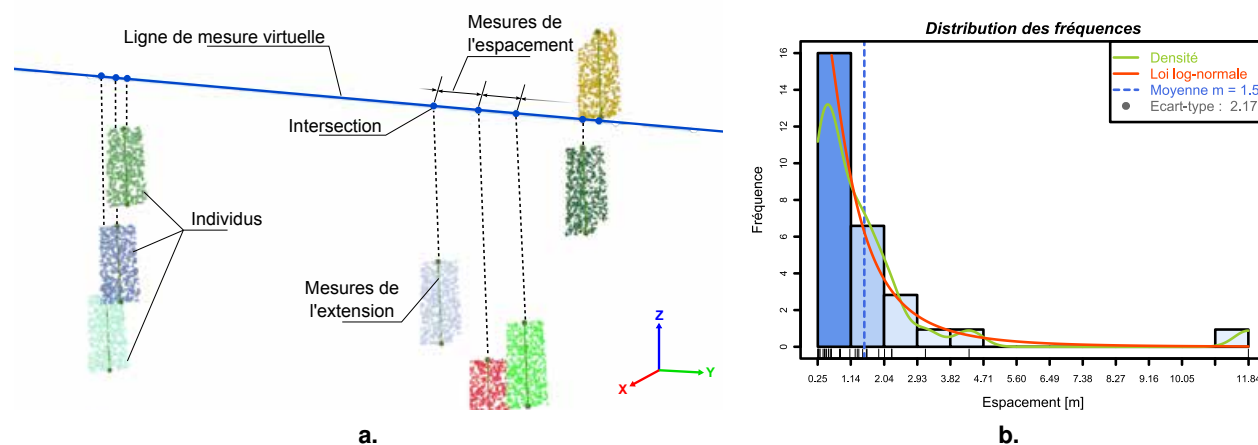 Ligne de mesure virtuelle
Mesures de
l'espacement
Intersection
Individus
Mesures de
l'extension
Z
Y
X
a.
Distribution des fréquences
Densité
Loi log-normale
Moyenne m = 1.5
Ecart-type : 2.17
Fréquence
16
14
12
10
8
6
4
2
0
0.25 1.14 2.04 2.93 3.82 4.71 5.60 6.49 7.38 8.27 9.16 10.05 11.84
Espacement [m]
b.